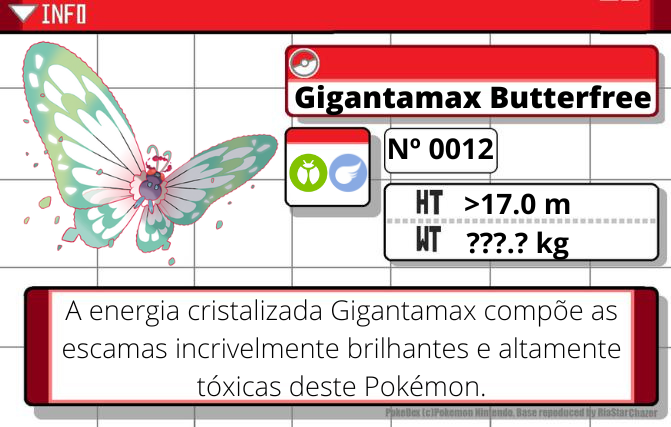 INFO
Gigantamax Butterfree
Nº 0012
HT >17.0 m
WT ???.? kg
A energia cristalizada Gigantamax compõe as
escamas incrivelmente brilhantes e altamente
tóxicas deste Pokémon.
PokeDex (c)Pokemon Nintendo. Base repoduced by RiaStarChazer